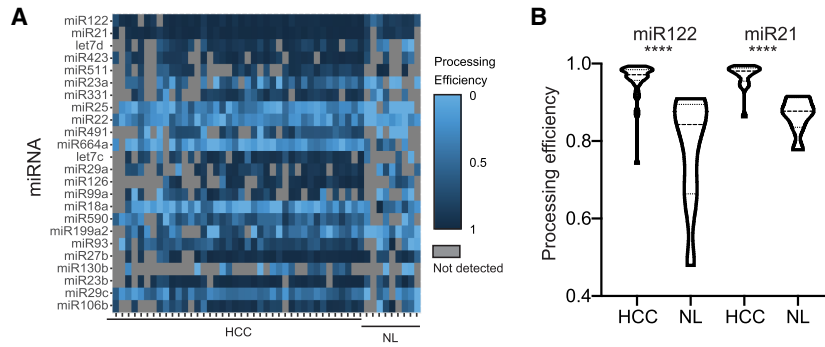 A
miR122
miR21
let7d
miR423
miR511
miR23a
miR331
miR25
miR22
miR491
miR664a
let7c
miR29a
miR126
miR99a
miR18a
miR590
miR199a2
miR93
miR27b
miR130b
miR23b
miR29c
miR106b
miRNA
HCC
NL
Processing
Efficiency
0
0.5
1
Not detected
B
miR122
miR21
****
****
Processing efficiency
1.0
0.8
0.6
0.4
HCC
NL
HCC
NL